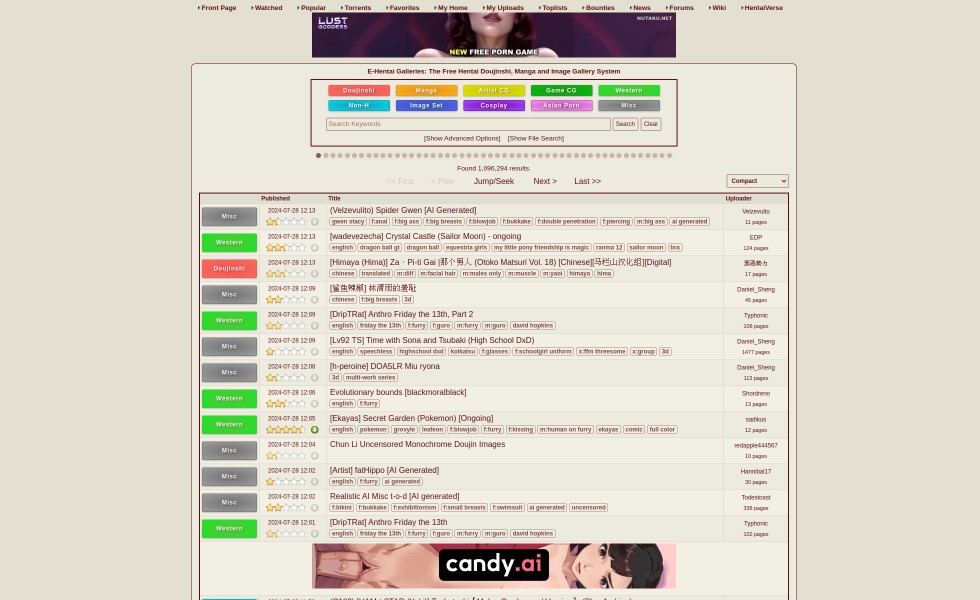 Front Page Watched Popular Torrents Favorites My Home My Uploads Toplists Bounties News Forums Wiki HentaiVerse
LUST GODDESS
NUTAKU.NET
NEW FREE PORN GAME
E-Hentai Galleries: The Free Hentai Doujinshi, Manga and Image Gallery System
Doujinshi Manga Artist CG Game CG Western
Non-H Image Set Cosplay Asian Porn Misc
Search Keywords Search Clear
[Show Advanced Options] [Show File Search]
Found 1,096,294 results.
<< First < Prev Jump/Seek Next > Last >> Compact
Published Title Uploader
Misc 2024-07-28 12:13 (Velzevulito) Spider Gwen [AI Generated] Velzevulto
gwen stacy f:anal f:big ass f:big breasts f:blowjob f:bukkake f:double penetration f:piercing m:big ass ai generated 11 pages
Western 2024-07-28 12:13 [wadevezecha] Crystal Castle (Sailor Moon) - ongoing EDP
english dragon ball gt dragon ball equestria girls my little pony friendship is magic ranma 12 sailor moon bra 124 pages
Doujinshi 2024-07-28 12:13 [Himaya (Hima)] Za・Pi-ti Gai [那个男人 (Otoko Matsuri Vol. 18) [Chinese][马栏山汉化组][Digital]
chinese translated m:dilf m:facial hair m:males only m:muscle m:yaoi himaya hima 17 pages
Misc 2024-07-28 12:09 Daniel_Sheng
chinese f:big breasts 3d 45 pages
Western 2024-07-28 12:09 [DripTRat] Anthro Friday the 13th, Part 2 Typhonic
english friday the 13th f:furry f:guro m:furry m:guro david hopkins 106 pages
Misc 2024-07-28 12:09 [Lv92 TS] Time with Sona and Tsubaki (High School DxD) Daniel_Sheng
english speechless highschool dxd koikatsu f:glasses f:schoolgirl uniform x:ffm threesome x:group 3d 1477 pages
Misc 2024-07-28 12:08 [h-peroine] DOA5LR Miu ryona Daniel_Sheng
3d multi-work series 113 pages
Western 2024-07-28 12:06 Evolutionary bounds [blackmoralblack] Shordreno
english f:furry 13 pages
Western 2024-07-28 12:05 [Ekayas] Secret Garden (Pokemon) [Ongoing] sadikus
english pokemon grovyle leafeon f:blowjob f:furry f:kissing m:human on furry ekayas comic full color 12 pages
Misc 2024-07-28 12:04 Chun Li Uncensored Monochrome Doujin Images redapple444567
10 pages
Misc 2024-07-28 12:02 [Artist] fatHippo [AI Generated] Hannibal17
english f:furry ai generated 30 pages
Misc 2024-07-28 12:02 Realistic AI Misc t-o-d [AI generated] Todestoast
f:bikini f:bukkake f:exhibitionism f:small breasts f:swimsuit ai generated uncensored 338 pages
Western 2024-07-28 12:01 [DripTRat] Anthro Friday the 13th Typhonic
english friday the 13th f:furry f:guro m:furry m:guro david hopkins 102 pages
candy.ai